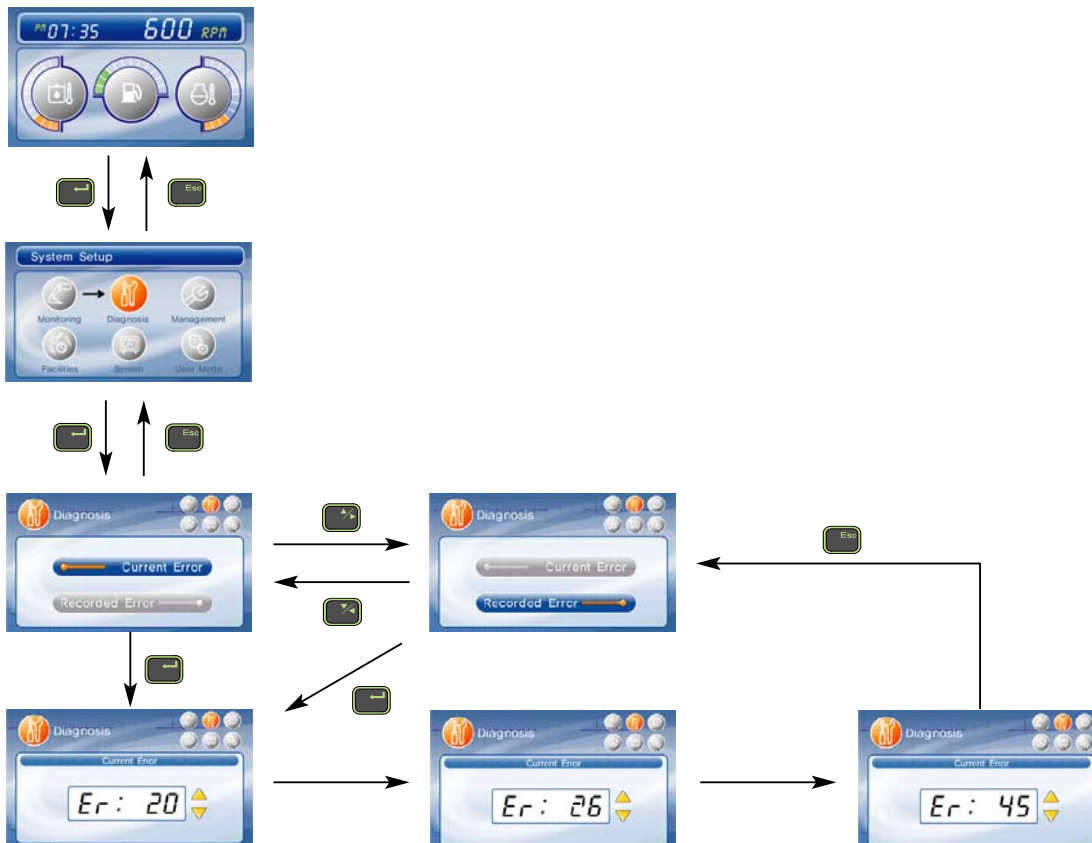 PM 07:35 600 RPM
Esc
System Setup
Monitoring Diagnosis Management
Facilities Screen User Mode
Esc
Diagnosis
Current Error
Recorded Error
Diagnosis
Current Error
Recorded Error
Esc
Diagnosis
Current Error
Er: 20
Diagnosis
Current Error
Er: 26
Diagnosis
Current Error
Er: 45